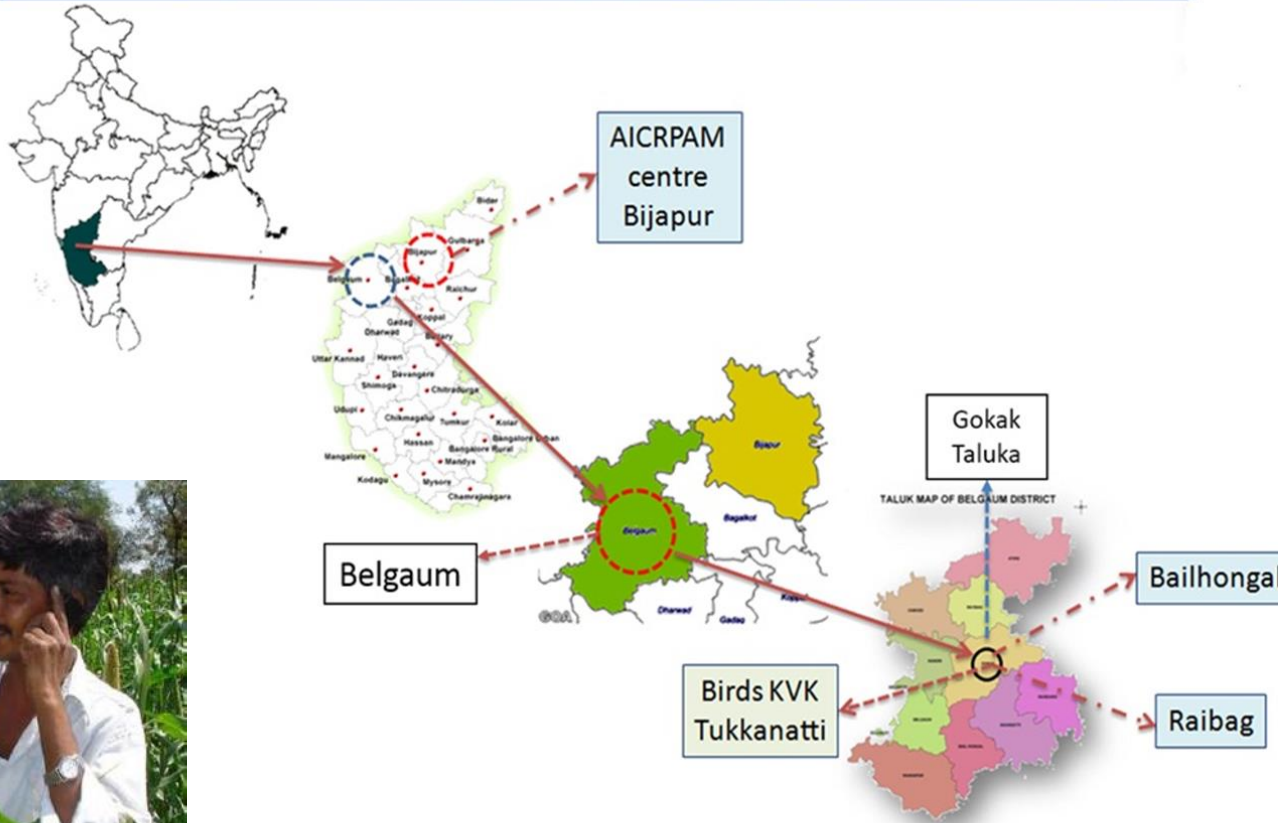 AICRPAM
centre
Bijapur
Bidar
Gulbarga
Bijapur
Belgaum
Bagalkot
Raichur
Koppal
Gadag
Dharwad
Bellary
Uttar Kannad
Haveri
Davangere
Shimoga
Chitradurga
Udupi
Chikmagalur
Tumkur
Kolar
Hassan
Bangalore Urban
Bangalore Rural
Mangalore
Mandya
Kodagu
Mysore
Chamrajnagara
Bijapur
Belgaum
Bagalkot
Belgaum
GOA
Dharwad
Gadag
Gokak
Taluka
TALUK MAP OF BELGAUM DISTRICT
Bailhongal
Birds KVK
Tukkanatti
Raibag